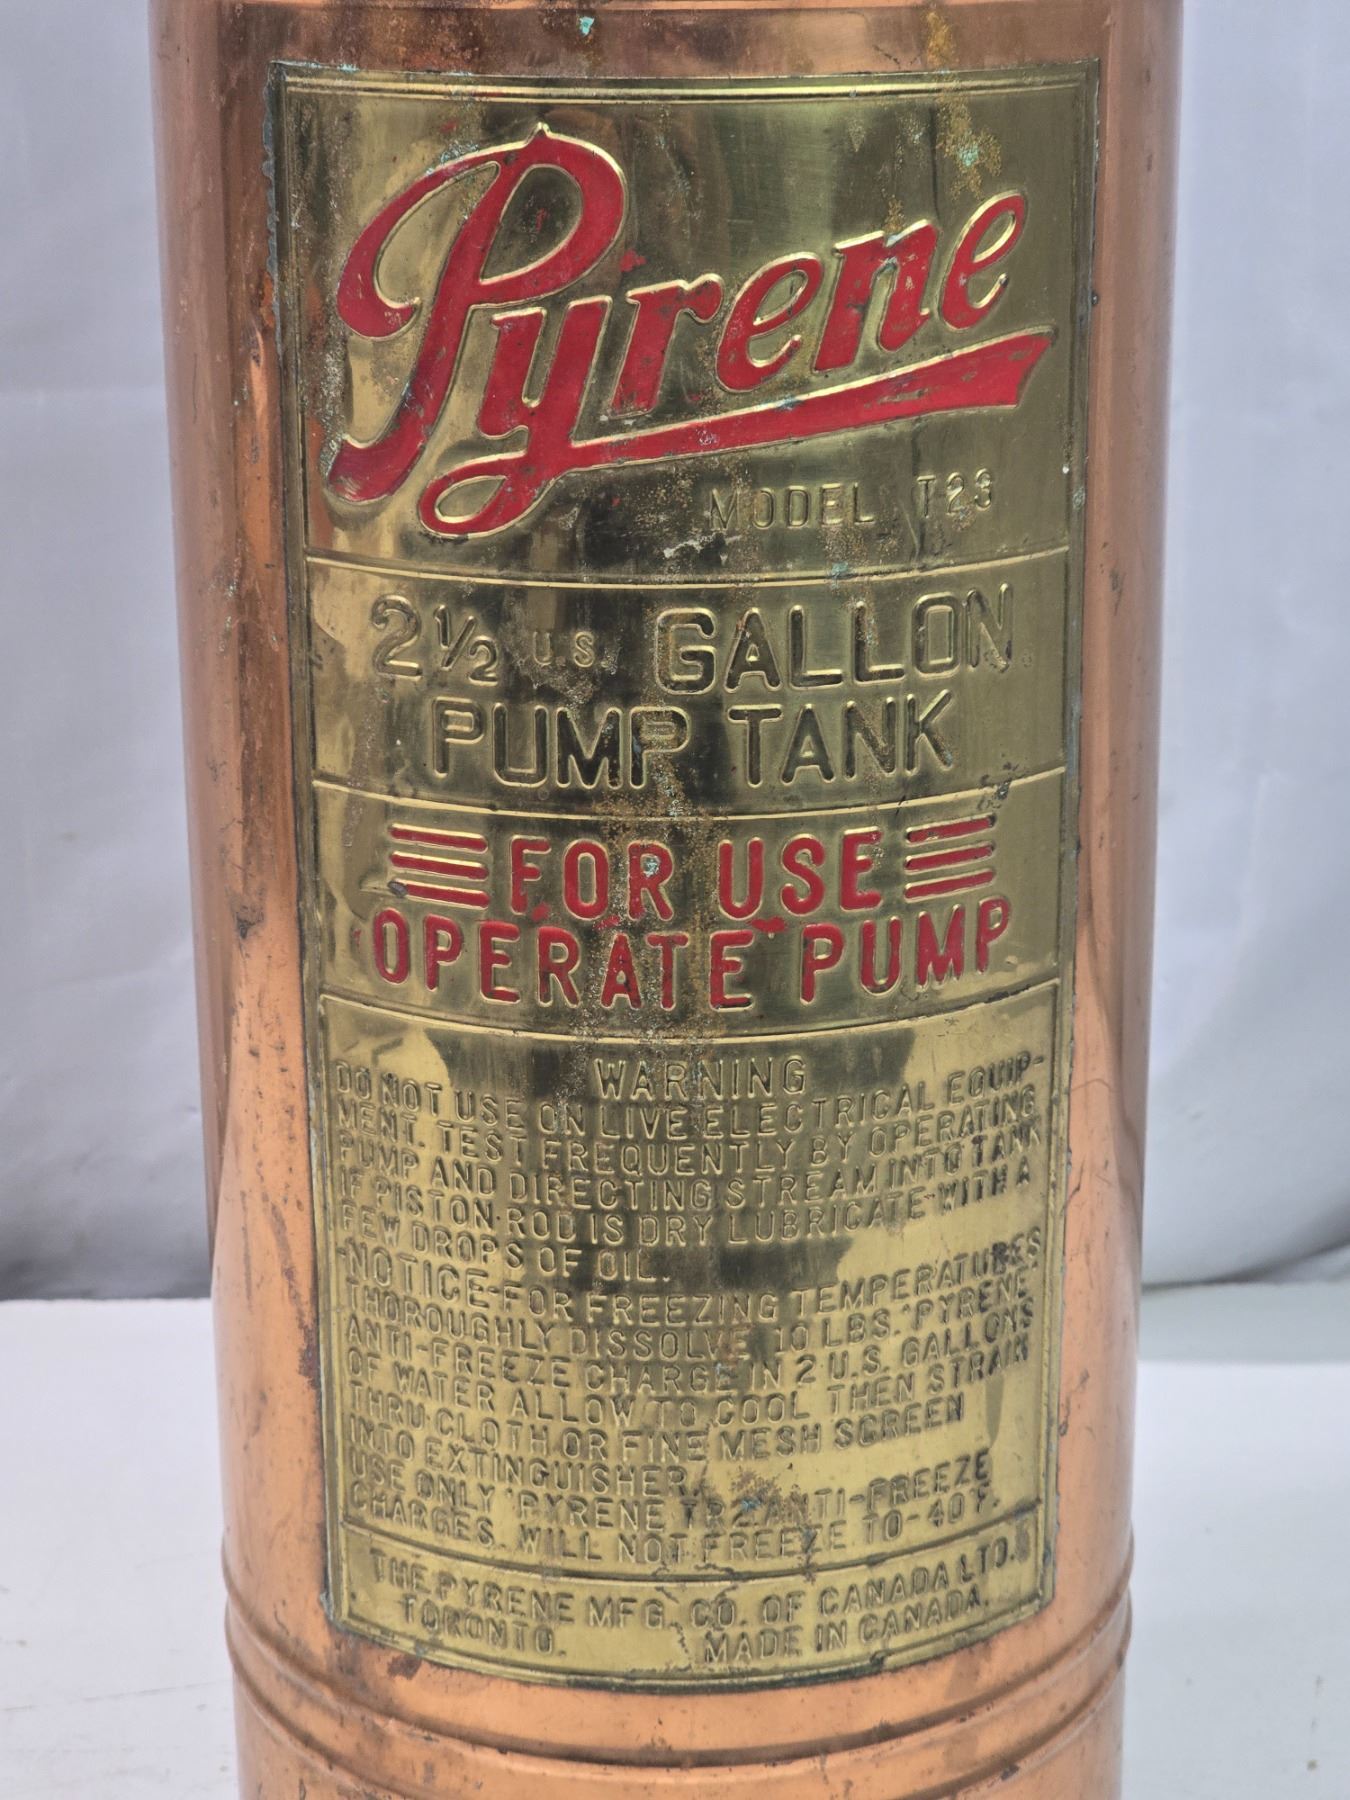 Pyrene
MODEL T23
2½ U.S. GALLON
PUMP TANK
FOR USE
OPERATE PUMP
WARNING
DO NOT USE ON LIVE ELECTRICAL EQUIP-
MENT. TEST FREQUENTLY BY OPERATING
PUMP AND DIRECTING STREAM INTO TANK
IF PISTON ROD IS DRY LUBRICATE WITH A
FEW DROPS OF OIL.
-NOTICE-FOR FREEZING TEMPERATURES
THOROUGHLY DISSOLVE 10 LBS. 'PYRENE'
ANTI-FREEZE CHARGE IN 2 U.S. GALLONS
OF WATER ALLOW TO COOL THEN STRAIN
THRU CLOTH OR FINE MESH SCREEN
INTO EXTINGUISHER.
USE ONLY 'PYRENE TR2' ANTI-FREEZE
CHARGES. WILL NOT FREEZE TO-40°F.
THE PYRENE MFG. CO. OF CANADA LTD.
TORONTO. MADE IN CANADA.